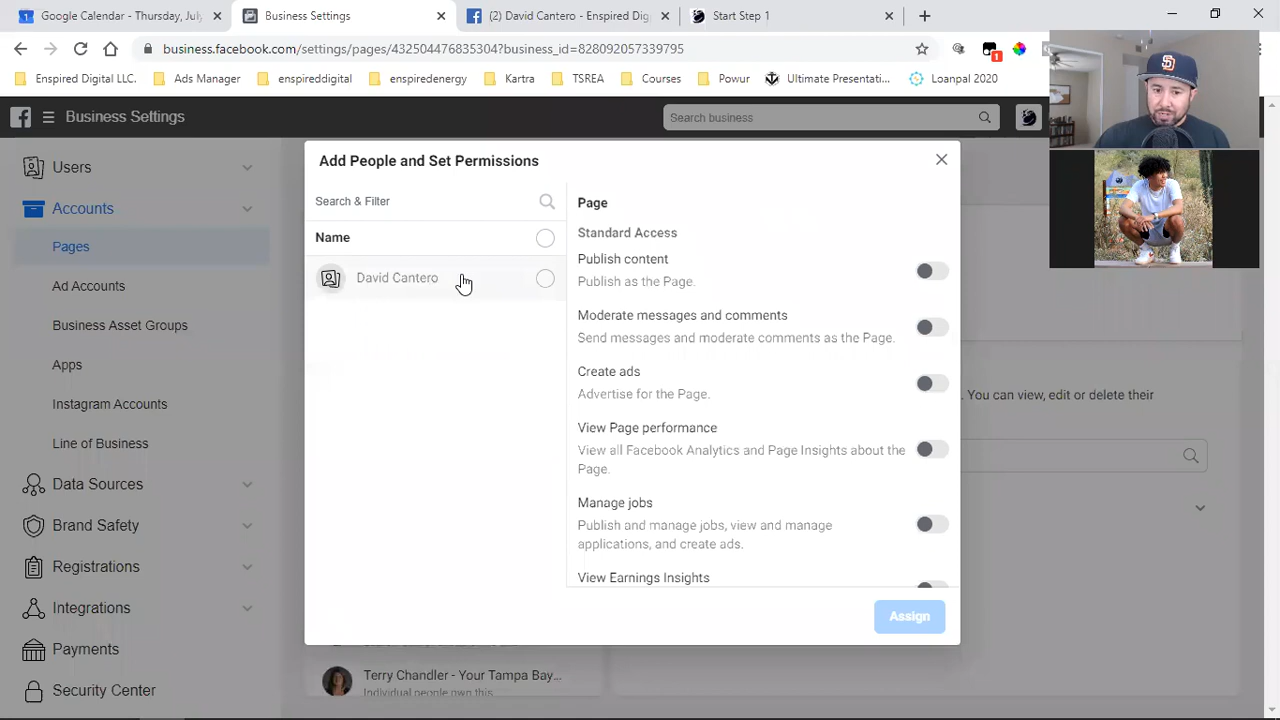 Google Calendar - Thursday, July
Business Settings
(2) David Cantero - Enspired Digi
Start Step 1
business.facebook.com/settings/pages/432504476835304?business_id=828092057339795
1
Enspired Digital LLC.
Ads Manager
enspireddigital
enspiredenergy
Kartra
TSREA
Courses
Powur
Ultimate Presentati...
Loanpal 2020
Business Settings
Search business
Users
Accounts
Pages
Ad Accounts
Business Asset Groups
Apps
Instagram Accounts
Line of Business
Data Sources
Brand Safety
Registrations
Integrations
Payments
Security Center
Add People and Set Permissions
Search & Filter
Name
David Cantero
Page
Standard Access
Publish content
Publish as the Page.
Moderate messages and comments
Send messages and moderate comments as the Page.
Create ads
Advertise for the Page.
View Page performance
View all Facebook Analytics and Page Insights about the
Page.
Manage jobs
Publish and manage jobs, view and manage
applications, and create ads.
View Earnings Insights
Assign
. You can view, edit or delete their
Terry Chandler - Your Tampa Bay...
Individual people own this